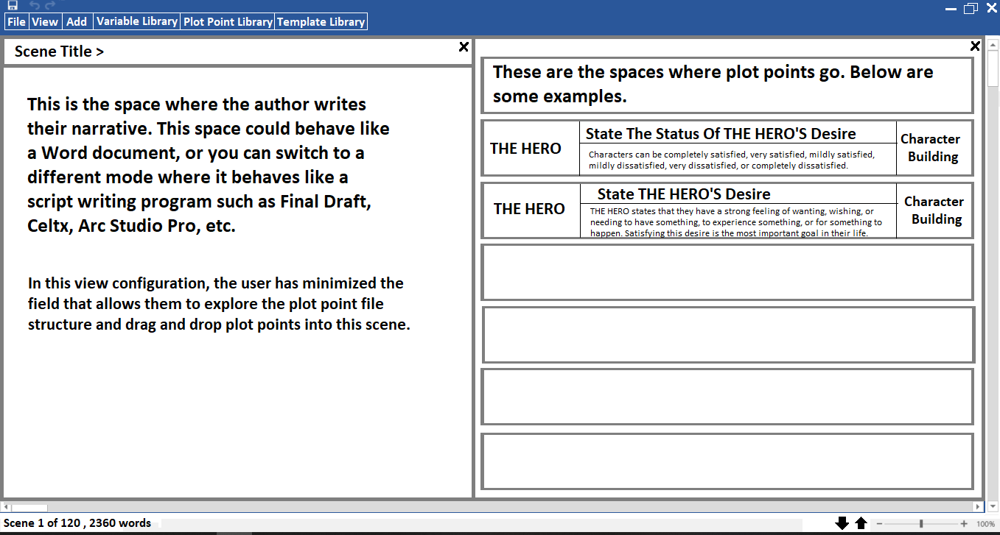 File View Add Variable Library Plot Point Library Template Library
Scene Title >
This is the space where the author writes
their narrative. This space could behave like
a Word document, or you can switch to a
different mode where it behaves like a
script writing program such as Final Draft,
Celtx, Arc Studio Pro, etc.
In this view configuration, the user has minimized the
field that allows them to explore the plot point file
structure and drag and drop plot points into this scene.
These are the spaces where plot points go. Below are
some examples.
THE HERO
State The Status Of THE HERO'S Desire
Characters can be completely satisfied, very satisfied, mildly satisfied,
mildly dissatisfied, very dissatisfied, or completely dissatisfied.
Character
Building
THE HERO
State THE HERO'S Desire
THE HERO states that they have a strong feeling of wanting, wishing, or
needing to have something, to experience something, or for something to
happen. Satisfying this desire is the most important goal in their life.
Character
Building
Scene 1 of 120 , 2360 words
100%